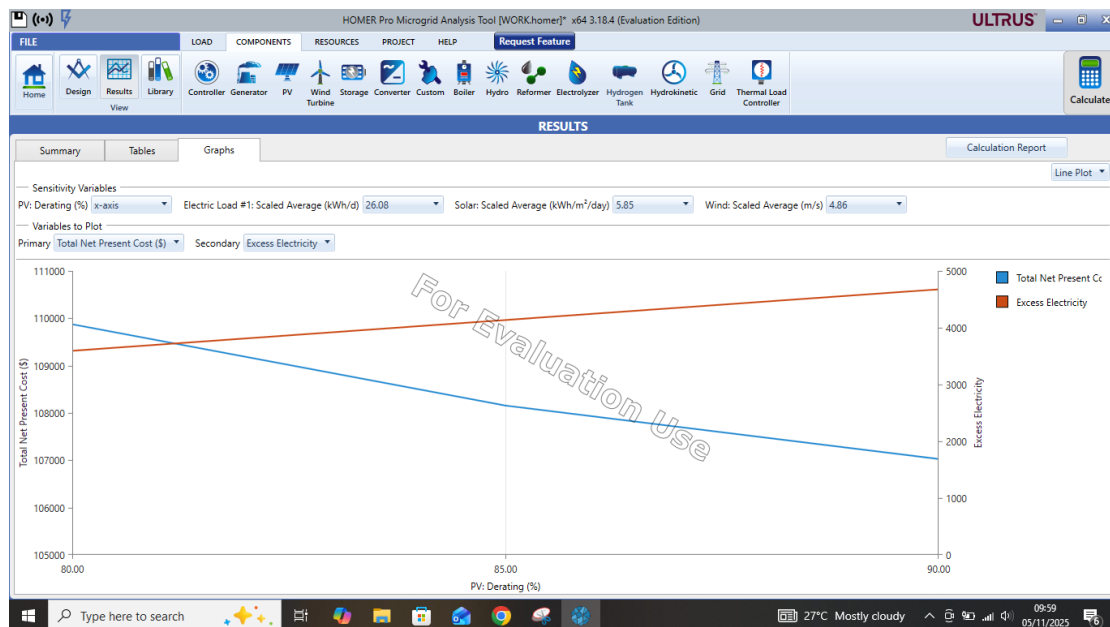 HOMER Pro Microgrid Analysis Tool [WORK.homer]* x64 3.18.4 (Evaluation Edition)
ULTRUS
FILE
LOAD COMPONENTS RESOURCES PROJECT HELP
Request Feature
Home
Design
Results
Library
View
Controller
Generator
PV
Wind
Turbine
Storage
Converter
Custom
Boiler
Hydro
Reformer
Electrolyzer
Hydrogen
Tank
Hydrokinetic
Grid
Thermal Load
Controller
Calculate
RESULTS
Summary
Tables
Graphs
Calculation Report
Line Plot
Sensitivity Variables
PV: Derating (%) x-axis Electric Load #1: Scaled Average (kWh/d) 26.08 Solar: Scaled Average (kWh/m²/day) 5.85 Wind: Scaled Average (m/s) 4.86
Variables to Plot
Primary Total Net Present Cost ($) Secondary Excess Electricity
111000
110000
109000
108000
107000
106000
105000
Total Net Present Cost ($)
For Evaluation Use
5000
4000
3000
2000
1000
0
Excess Electricity
Total Net Present Cc
Excess Electricity
80.00 85.00 90.00
PV: Derating (%)
Type here to search
27°C Mostly cloudy
09:59
05/11/2025
6